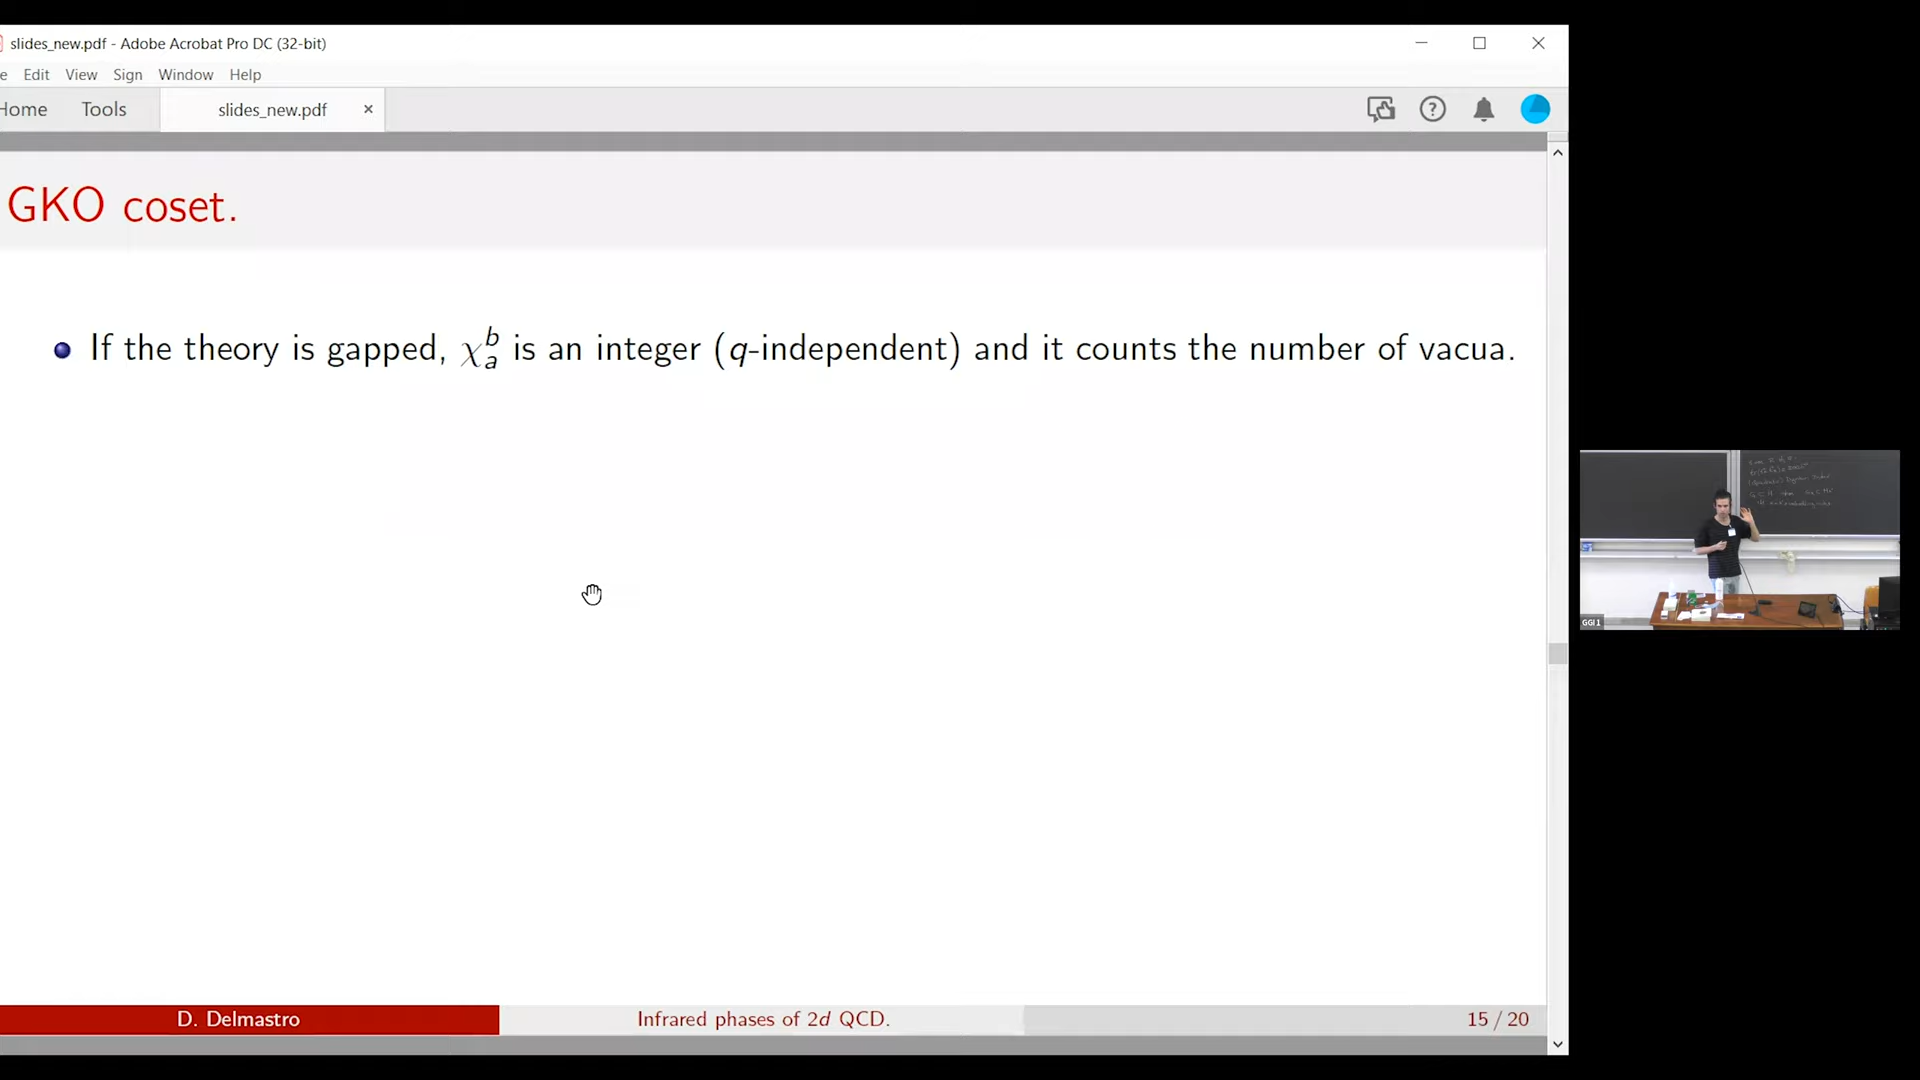 slides_new.pdf - Adobe Acrobat Pro DC (32-bit)
e Edit View Sign Window Help
Home Tools slides_new.pdf ×
GKO coset.
If the theory is gapped, χ_a^b is an integer (q-independent) and it counts the number of vacua.
D. Delmastro Infrared phases of 2d QCD. 15 / 20
GGI 1